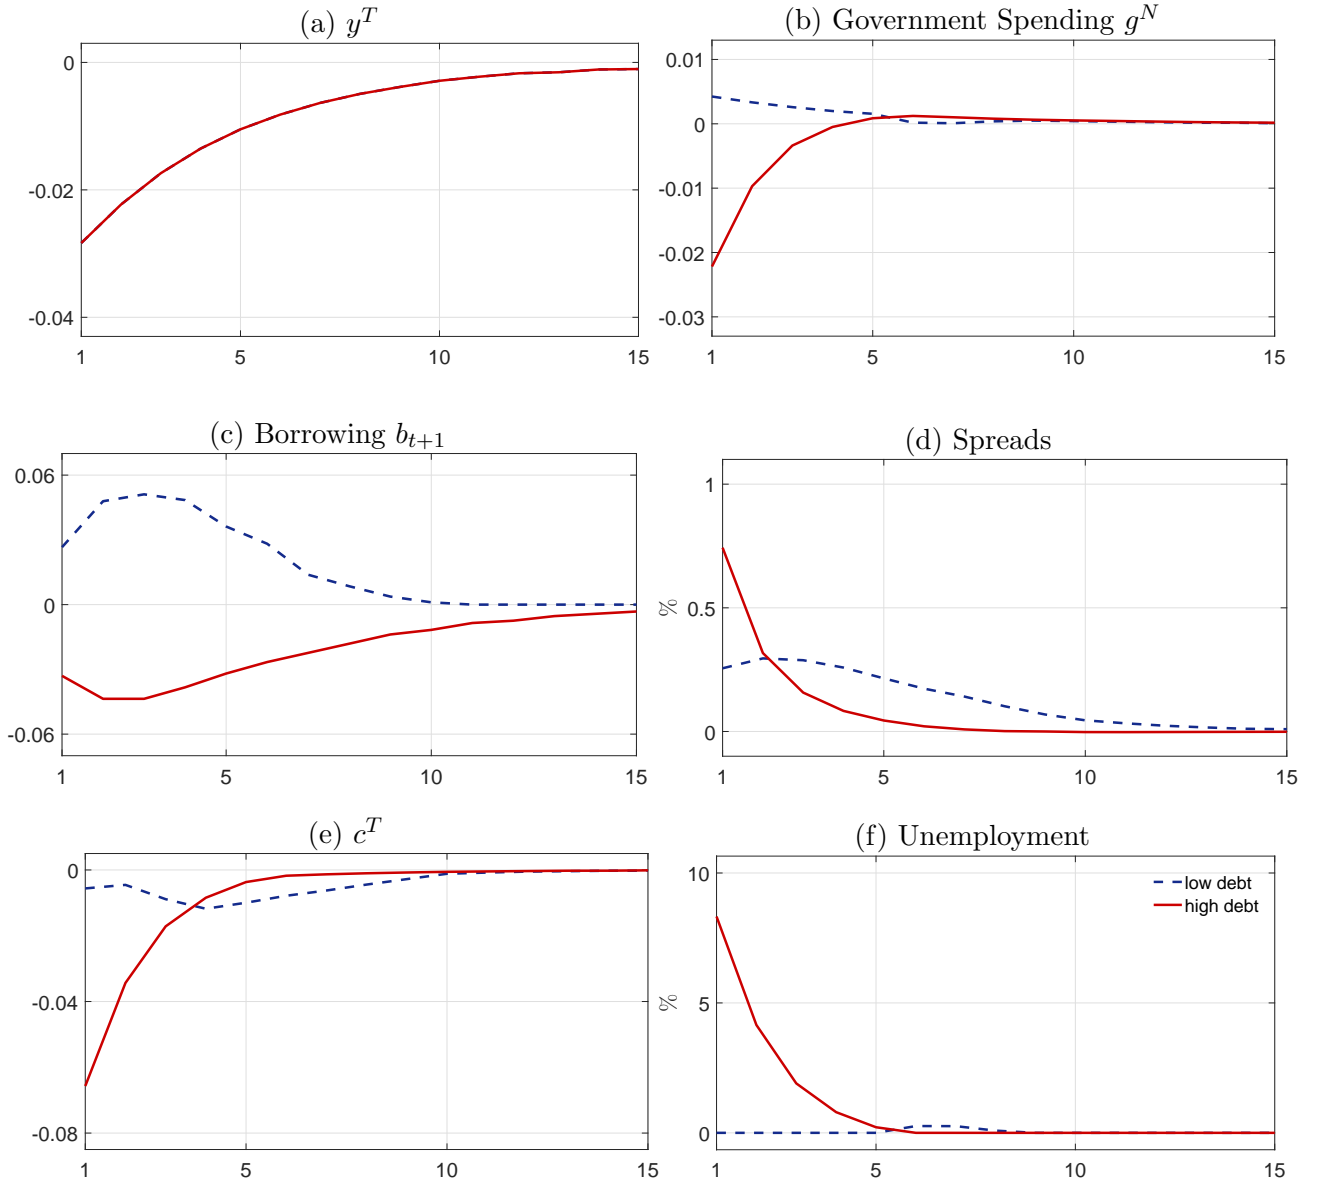 (a) y^T
0
-0.02
-0.04
1 5 10 15
(b) Government Spending g^N
0.01
0
-0.01
-0.02
-0.03
1 5 10 15
(c) Borrowing b_{t+1}
0.06
0
-0.06
1 5 10 15
(d) Spreads
%
1
0.5
0
1 5 10 15
(e) c^T
0
-0.04
-0.08
1 5 10 15
(f) Unemployment
%
10
5
0
1 5 10 15
low debt
high debt